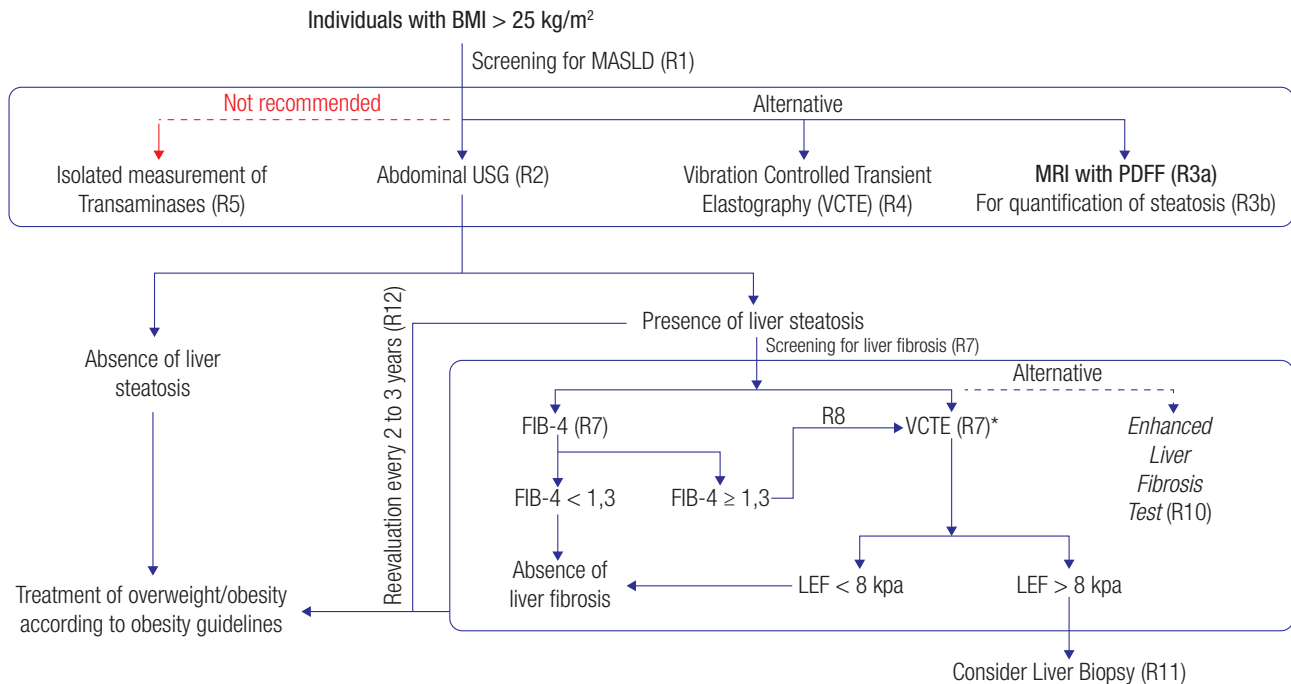 Individuals with BMI > 25 kg/m²
Screening for MASLD (R1)
Not recommended
Alternative
Isolated measurement of
Transaminases (R5)
Abdominal USG (R2)
Vibration Controlled Transient
Elastography (VCTE) (R4)
MRI with PDFF (R3a)
For quantification of steatosis (R3b)
Reevaluation every 2 to 3 years (R12)
Absence of liver
steatosis
Presence of liver steatosis
Screening for liver fibrosis (R7)
Alternative
FIB-4 (R7)
R8
VCTE (R7)*
Enhanced
Liver
Fibrosis
Test (R10)
FIB-4 < 1,3
FIB-4 ≥ 1,3
Absence of
liver fibrosis
LEF < 8 kpa
LEF > 8 kpa
Treatment of overweight/obesity
according to obesity guidelines
Consider Liver Biopsy (R11)